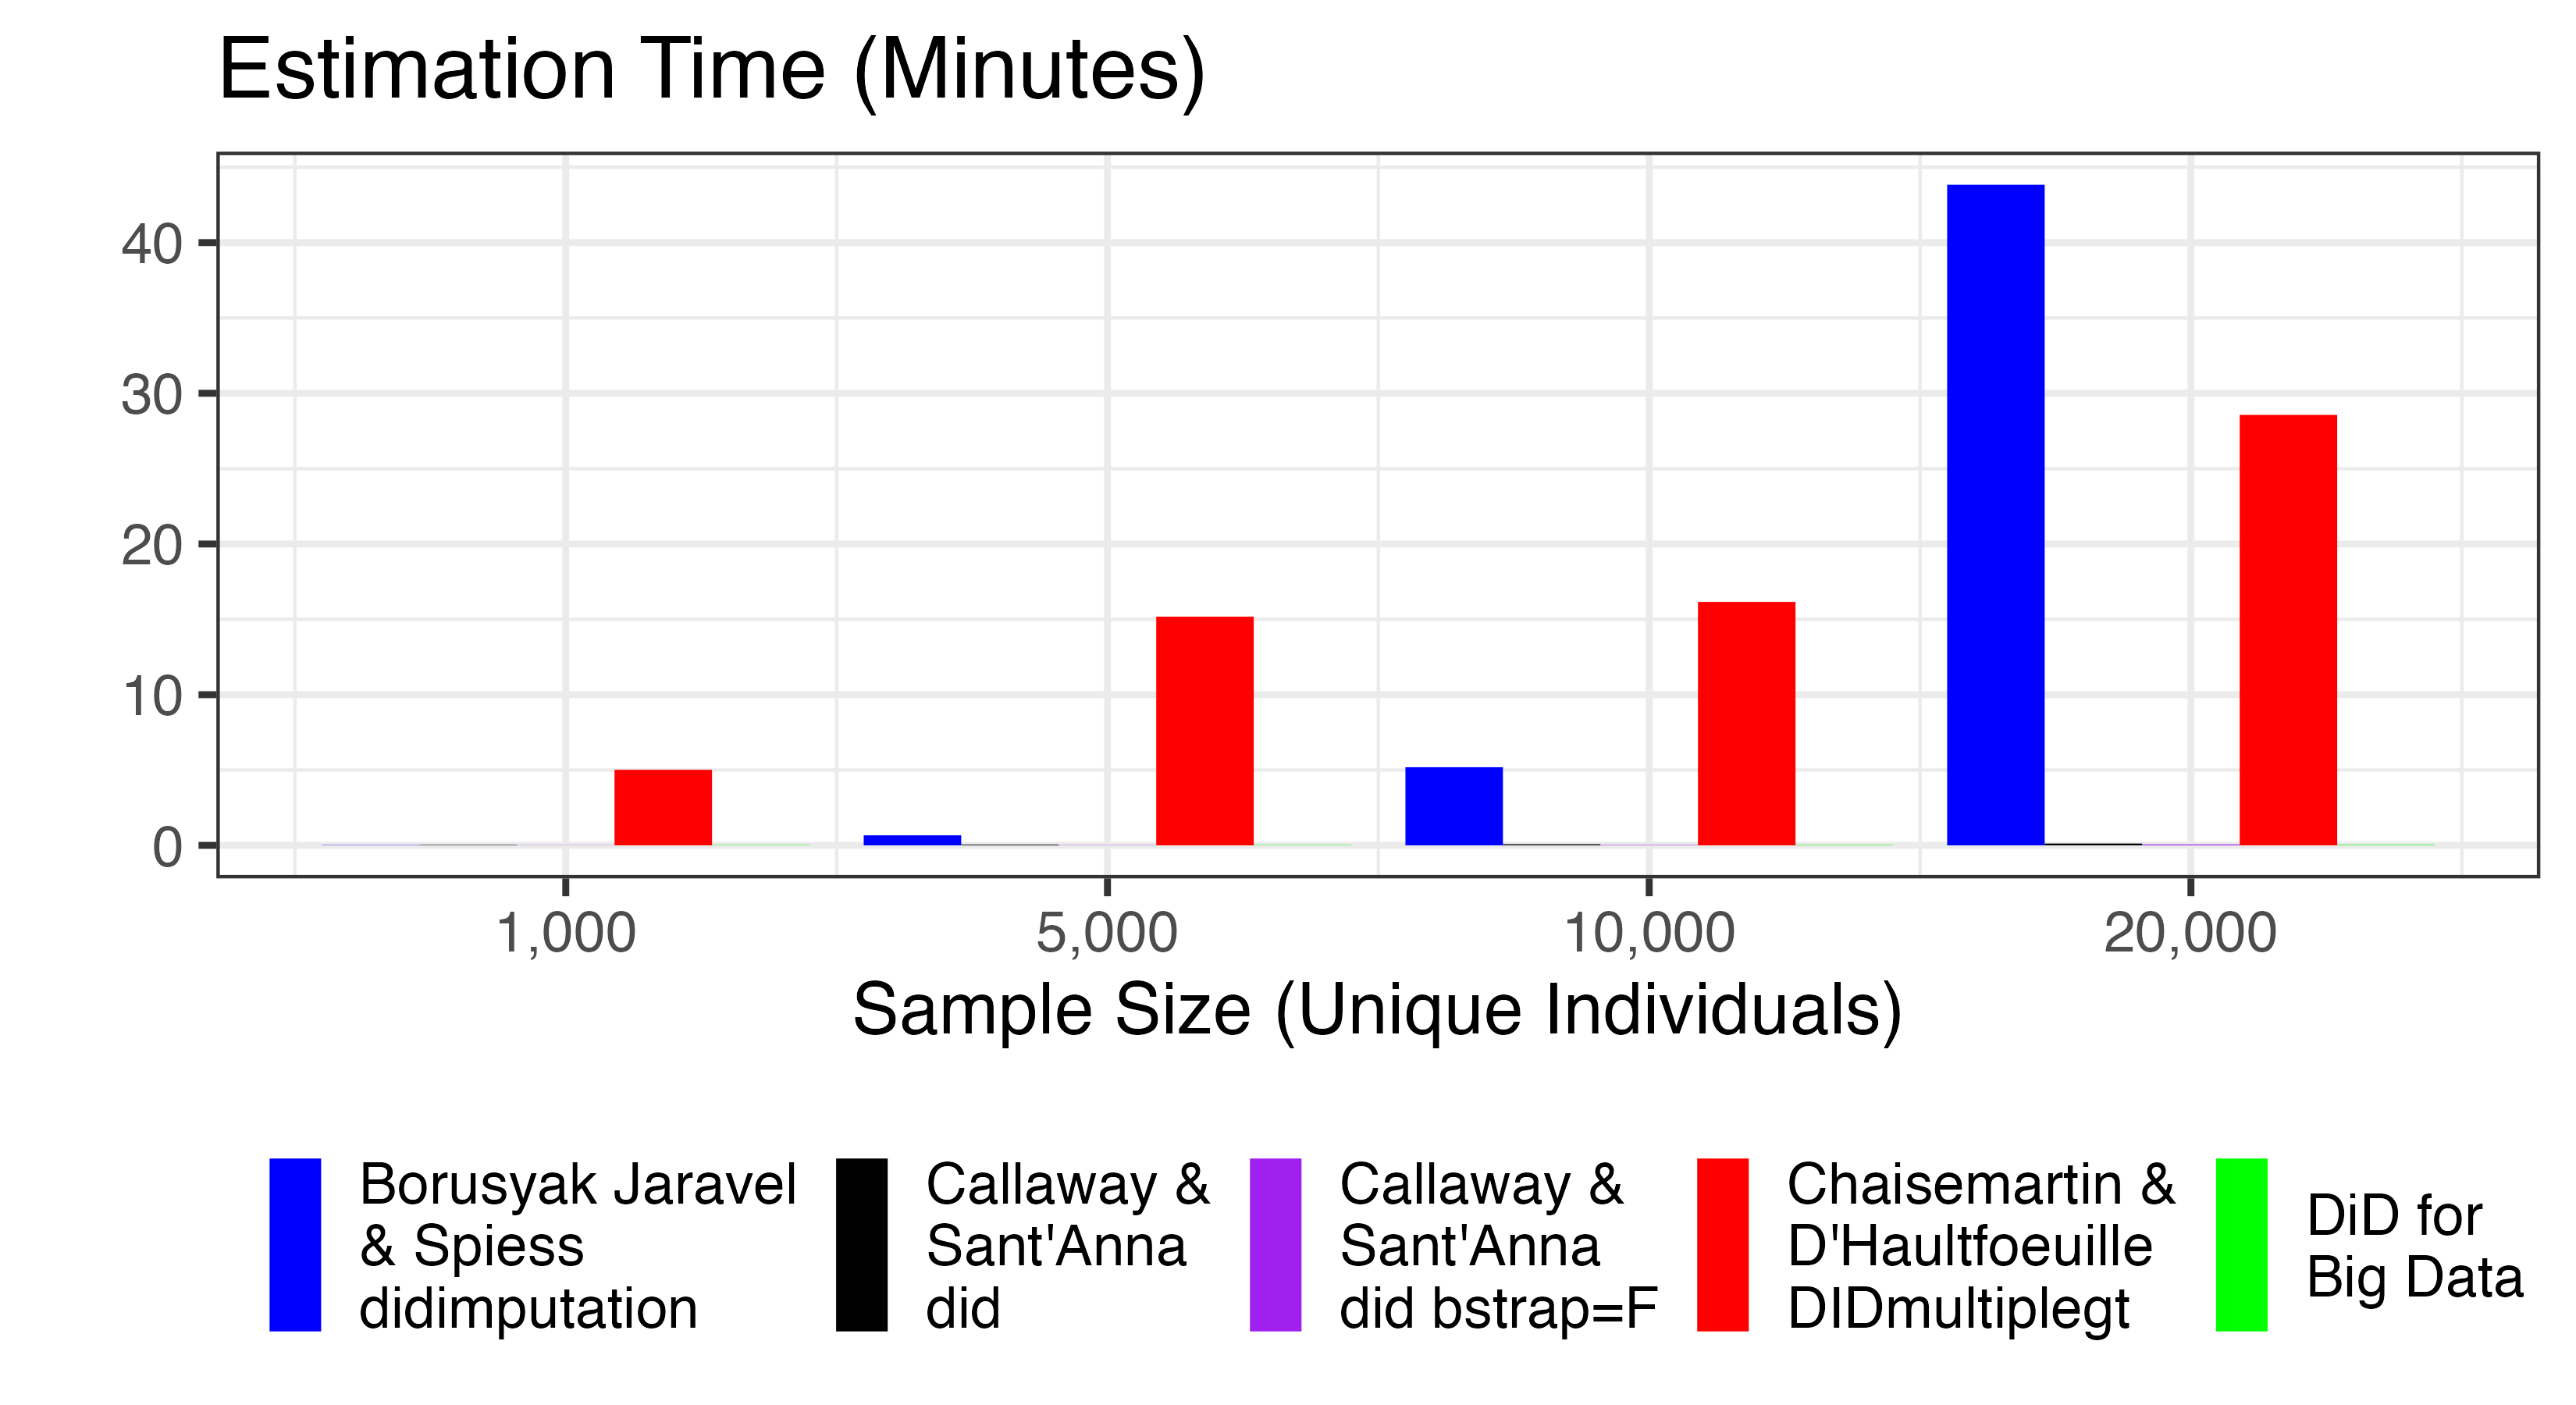 Estimation Time (Minutes)
40
30
20
10
0
1,000 5,000 10,000 20,000
Sample Size (Unique Individuals)
Borusyak Jaravel
& Spiess
didimputation
Callaway &
Sant'Anna
did
Callaway &
Sant'Anna
did bstrap=F
Chaisemartin &
D'Haultfoeuille
DIDmultiplegt
DiD for
Big Data